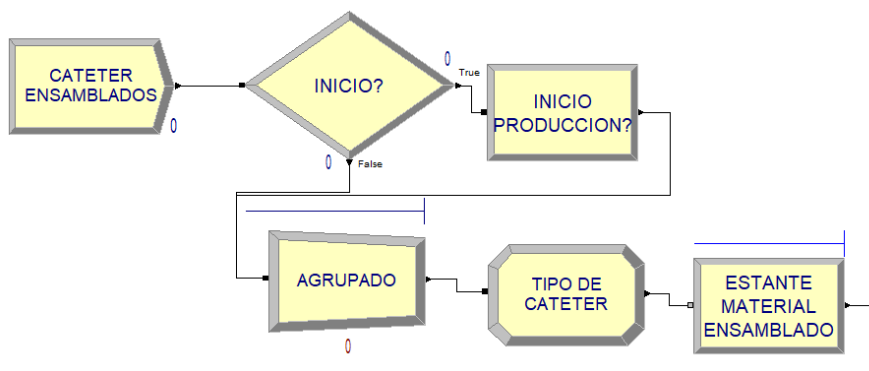 CATETER
ENSAMBLADOS
0
INICIO?
0
True
0
False
INICIO
PRODUCCION?
AGRUPADO
0
TIPO DE
CATETER
ESTANTE
MATERIAL
ENSAMBLADO